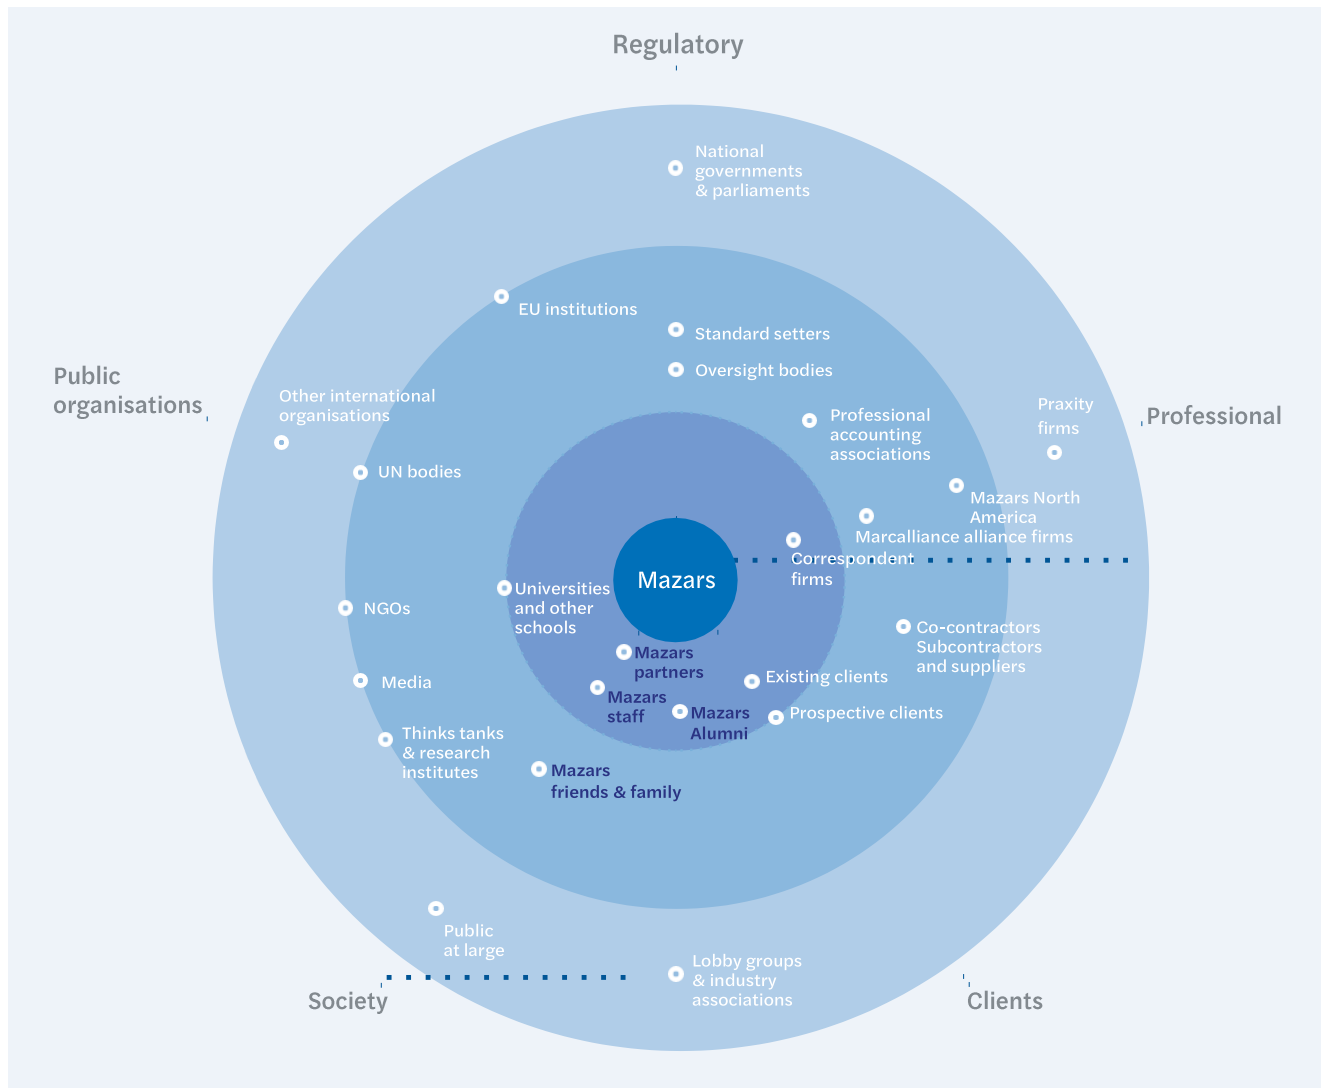 Regulatory
National
governments
& parliaments
EU institutions
Standard setters
Oversight bodies
Public
organisations
Other international
organisations
UN bodies
Professional
accounting
associations
Praxity
firms
Professional
Mazars North
America
Marcalliance alliance firms
Correspondent
firms
Mazars
Universities
and other
schools
NGOs
Co-contractors
Subcontractors
and suppliers
Mazars
partners
Existing clients
Media
Mazars
staff
Mazars
Alumni
Prospective clients
Thinks tanks
& research
institutes
Mazars
friends & family
Public
at large
Lobby groups
& industry
associations
Society
Clients